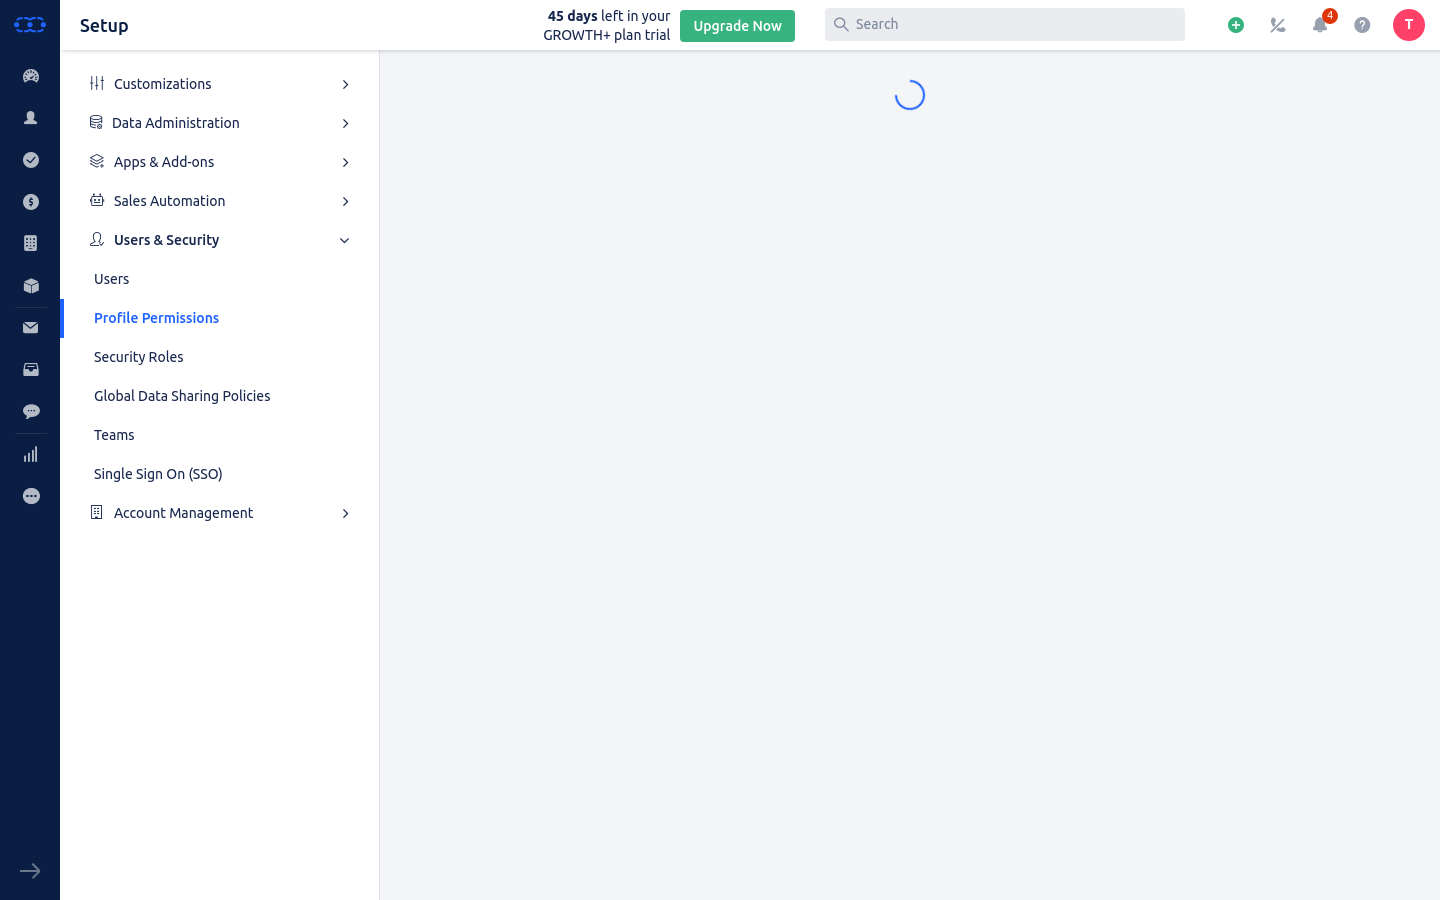 Setup
45 days left in your
GROWTH+ plan trial
Upgrade Now
Search
4
T
Customizations
Data Administration
Apps & Add-ons
Sales Automation
Users & Security
Users
Profile Permissions
Security Roles
Global Data Sharing Policies
Teams
Single Sign On (SSO)
Account Management